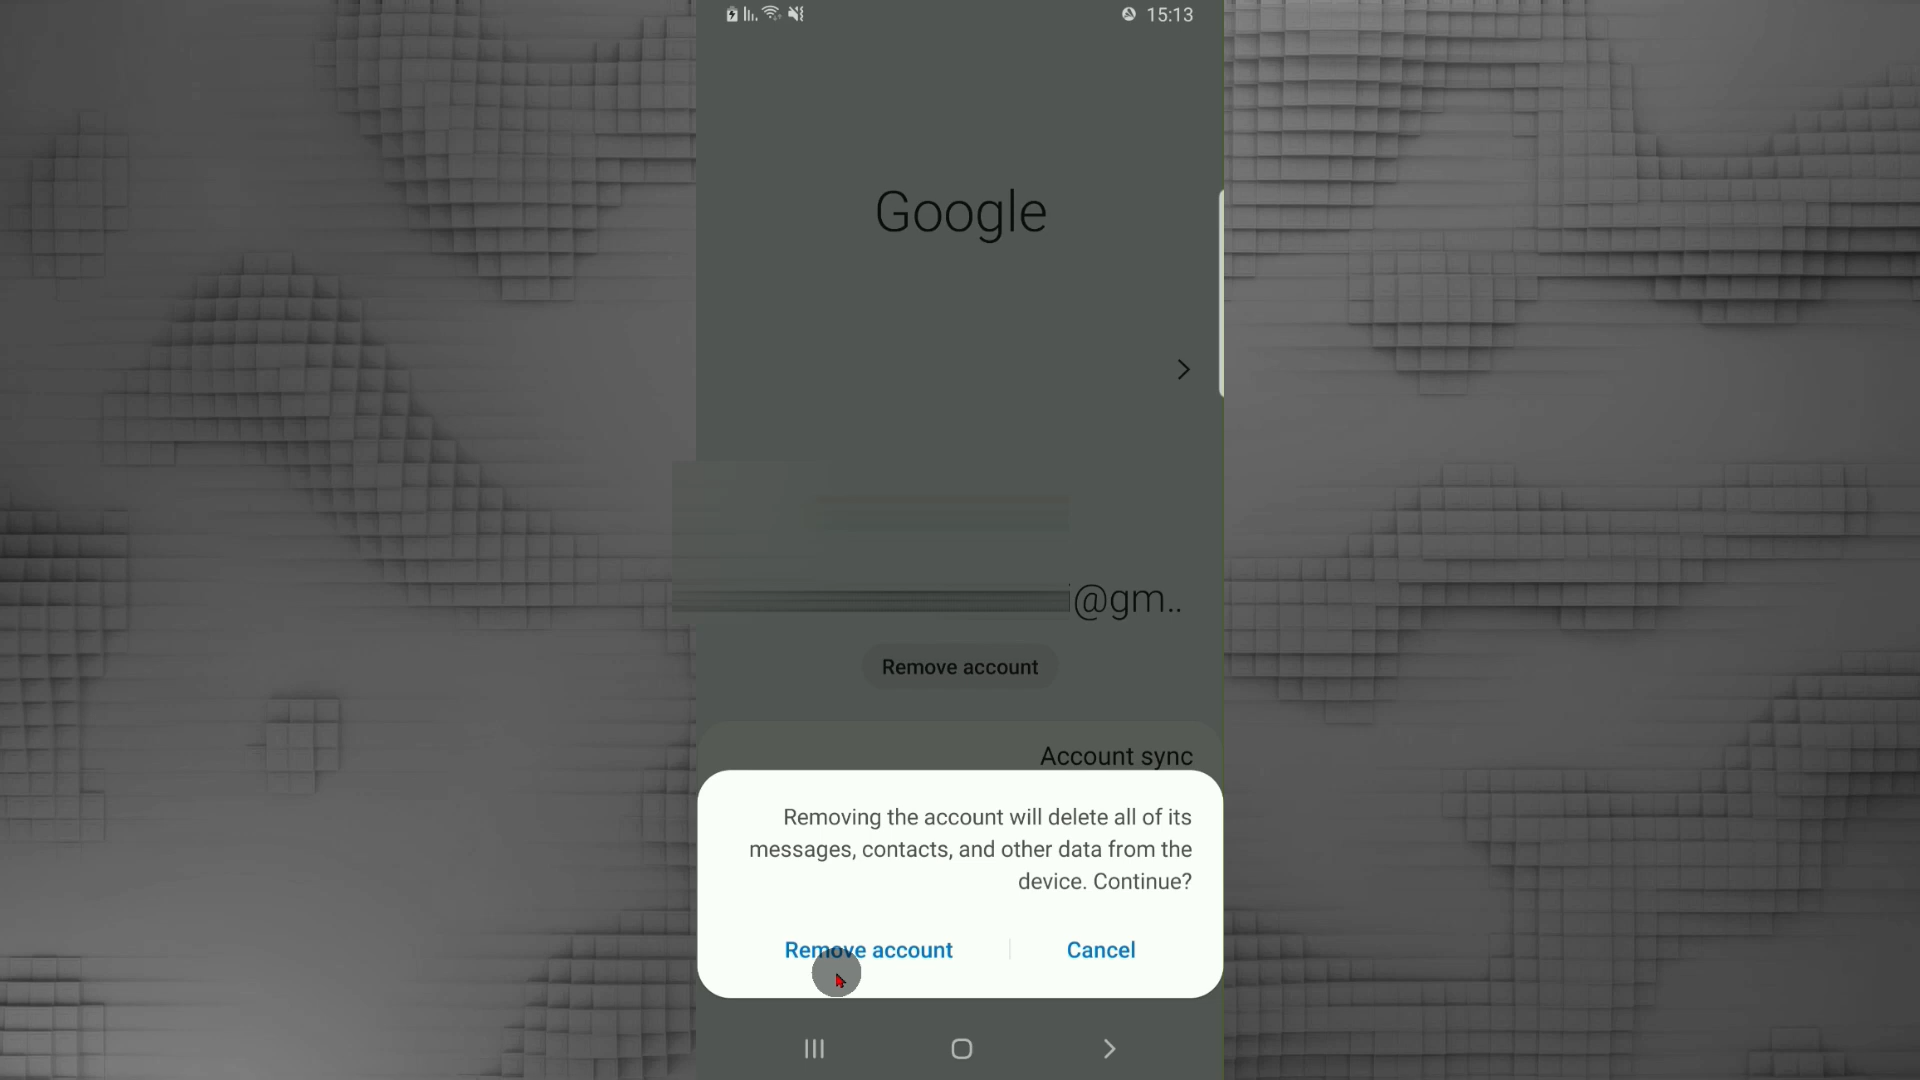 15:13
Google
@gm..
Remove account
Account sync
Removing the account will delete all of its
messages, contacts, and other data from the
device. Continue?
Remove account
Cancel